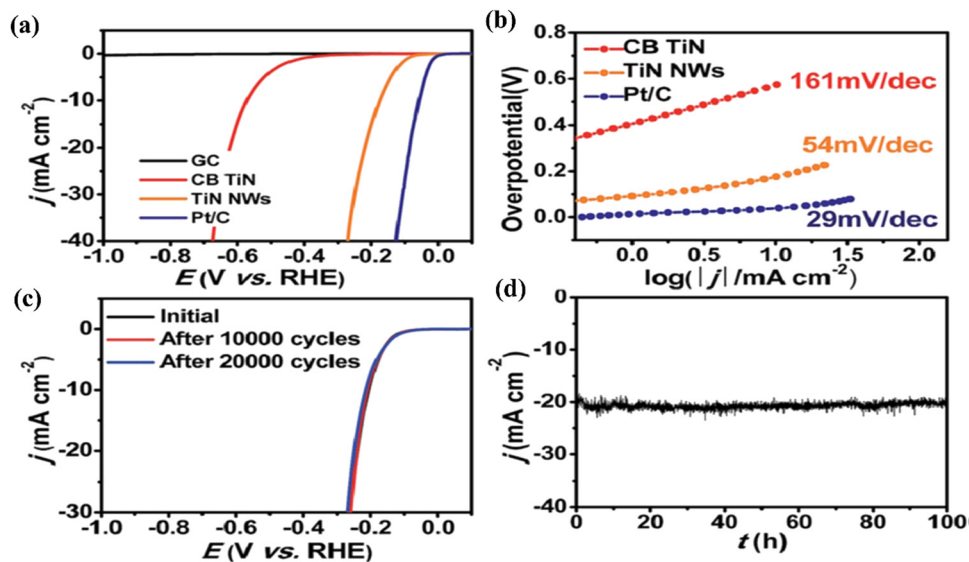 (a)
0
-10
-20
-30
-40
j (mA cm-2)
GC
CB TiN
TiN NWs
Pt/C
-1.0 -0.8 -0.6 -0.4 -0.2 0.0
E (V vs. RHE)
(b)
0.8
0.6
0.4
0.2
0.0
Overpotential(V)
CB TiN
TiN NWs
Pt/C
161mV/dec
54mV/dec
29mV/dec
0.0 0.5 1.0 1.5 2.0
log(|j|/mA cm-2)
(c)
0
-10
-20
-30
j (mA cm-2)
Initial
After 10000 cycles
After 20000 cycles
-1.0 -0.8 -0.6 -0.4 -0.2 0.0
E (V vs. RHE)
(d)
0
-10
-20
-30
-40
j (mA cm-2)
0 20 40 60 80 100
t (h)